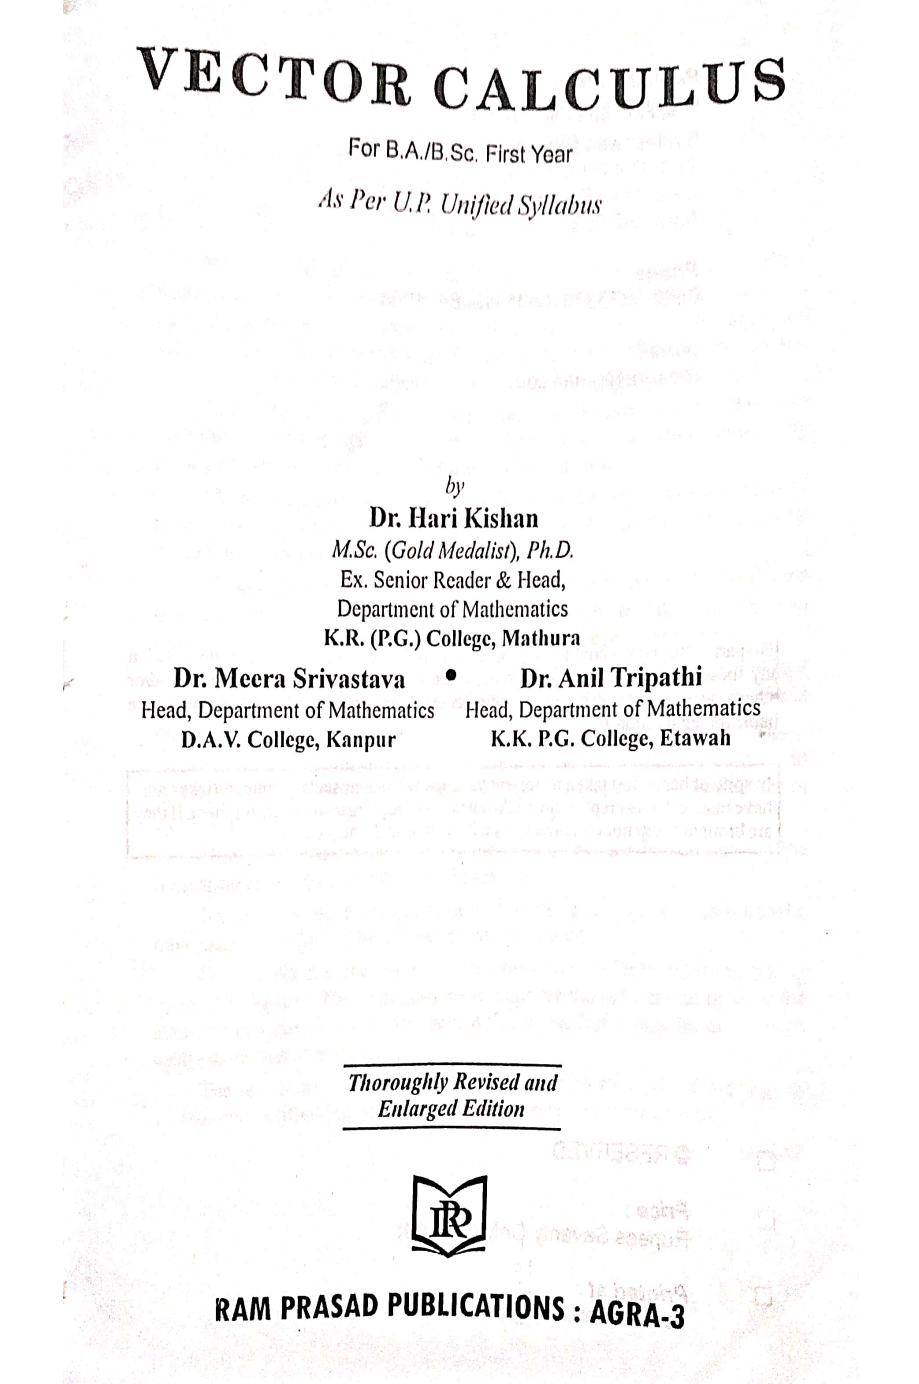 VECTOR CALCULUS
For B.A./B.Sc. First Year
As Per U.P. Unified Syllabus
by
Dr. Hari Kishan
M.Sc. (Gold Medalist), Ph.D.
Ex. Senior Reader & Head,
Department of Mathematics
K.R. (P.G.) College, Mathura
Dr. Meera Srivastava • Dr. Anil Tripathi
Head, Department of Mathematics Head, Department of Mathematics
D.A.V. College, Kanpur K.K. P.G. College, Etawah
Thoroughly Revised and
Enlarged Edition
RP
RAM PRASAD PUBLICATIONS : AGRA-3